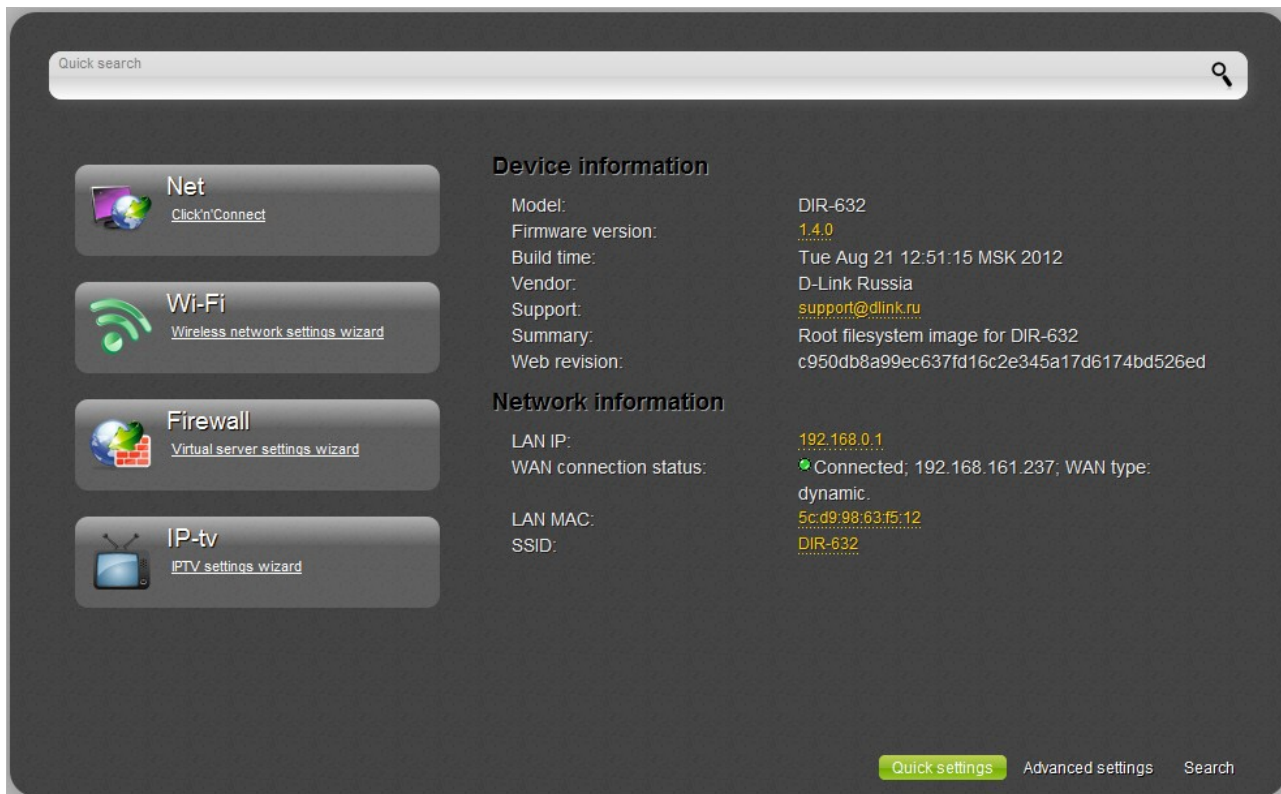 Quick search
Net
Click'n'Connect
Wi-Fi
Wireless network settings wizard
Firewall
Virtual server settings wizard
IP-tv
IPTV settings wizard
Device information
Model: DIR-632
Firmware version: 1.4.0
Build time: Tue Aug 21 12:51:15 MSK 2012
Vendor: D-Link Russia
Support: support@dlink.ru
Summary: Root filesystem image for DIR-632
Web revision: c950db8a99ec637fd16c2e345a17d6174bd526ed
Network information
LAN IP: 192.168.0.1
WAN connection status: Connected; 192.168.161.237; WAN type:
dynamic.
LAN MAC: 5c:d9:98:63:f5:12
SSID: DIR-632
Quick settings Advanced settings Search